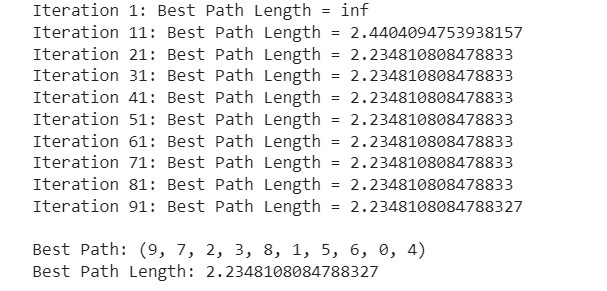 Iteration 1: Best Path Length = inf
Iteration 11: Best Path Length = 2.4404094753938157
Iteration 21: Best Path Length = 2.234810808478833
Iteration 31: Best Path Length = 2.234810808478833
Iteration 41: Best Path Length = 2.234810808478833
Iteration 51: Best Path Length = 2.234810808478833
Iteration 61: Best Path Length = 2.234810808478833
Iteration 71: Best Path Length = 2.234810808478833
Iteration 81: Best Path Length = 2.234810808478833
Iteration 91: Best Path Length = 2.2348108084788327
Best Path: (9, 7, 2, 3, 8, 1, 5, 6, 0, 4)
Best Path Length: 2.2348108084788327